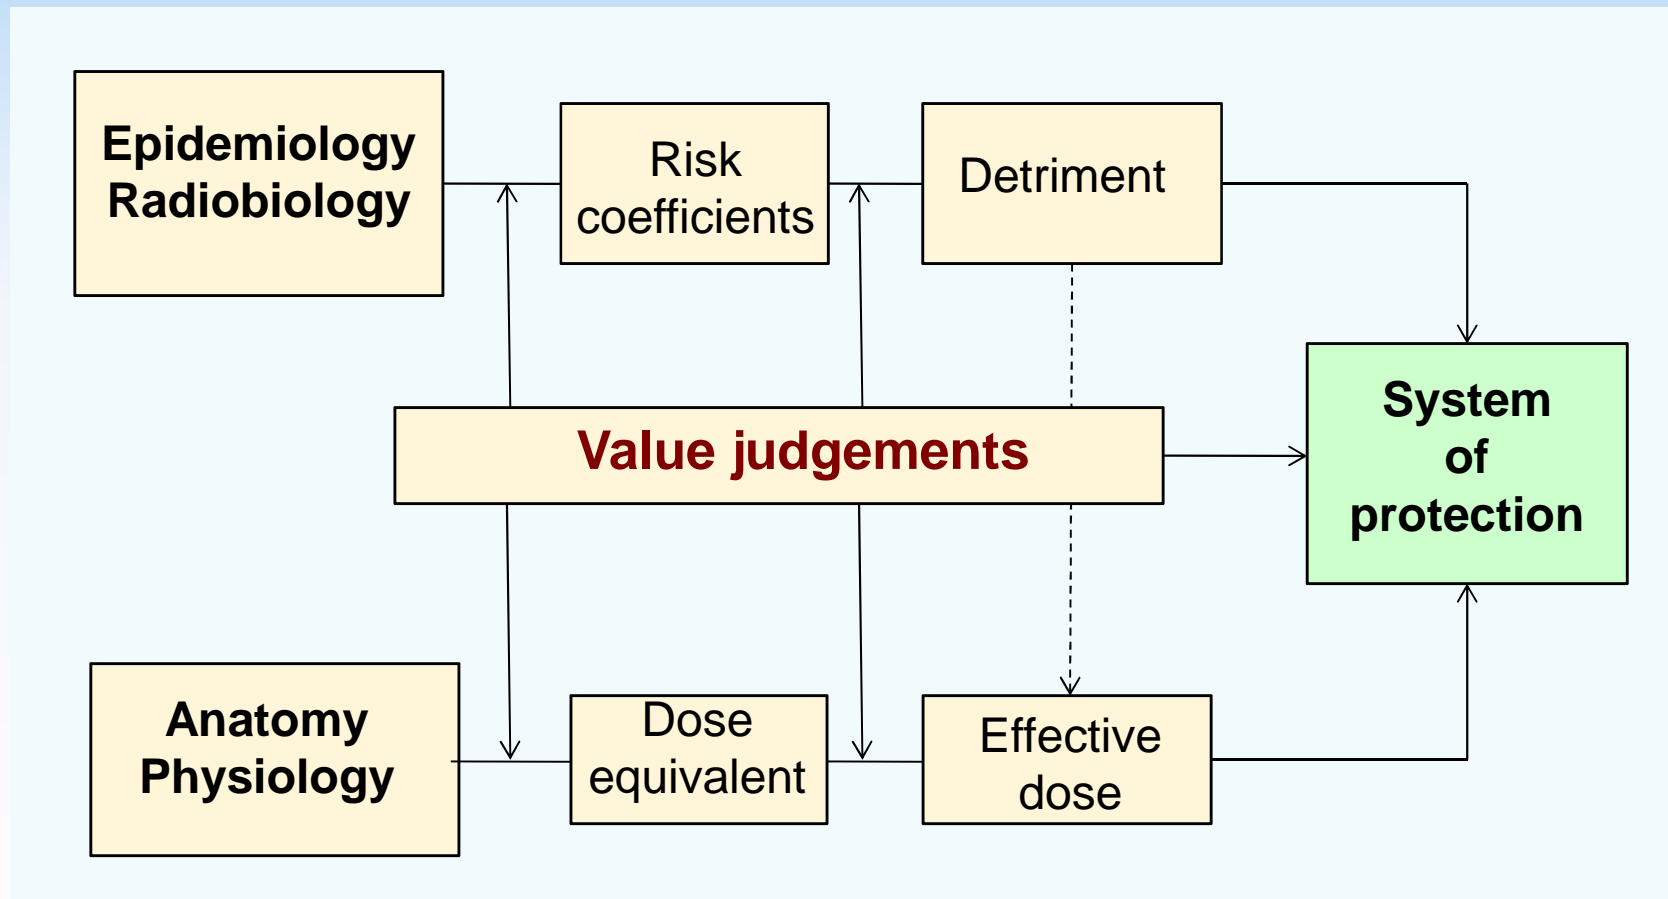 Epidemiology
Radiobiology
Risk
coefficients
Detriment
Value judgements
System
of
protection
Anatomy
Physiology
Dose
equivalent
Effective
dose